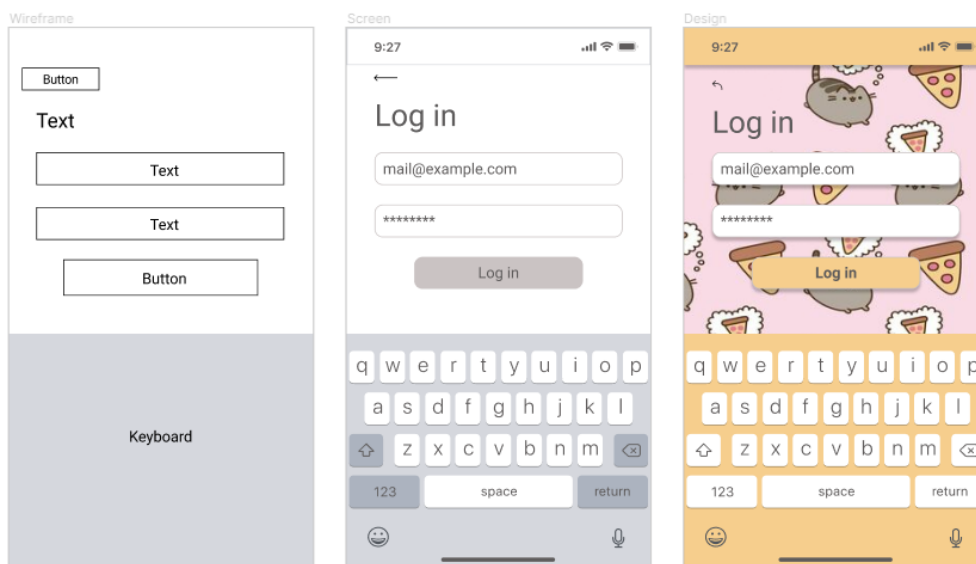 Wireframe
Button
Text
Text
Text
Button
Keyboard
Screen
9:27
Log in
mail@example.com
********
Log in
q w e r t y u i o p
a s d f g h j k l
z x c v b n m
123 space return
Design
9:27
Log in
mail@example.com
********
Log in
q w e r t y u i o p
a s d f g h j k l
z x c v b n m
123 space return